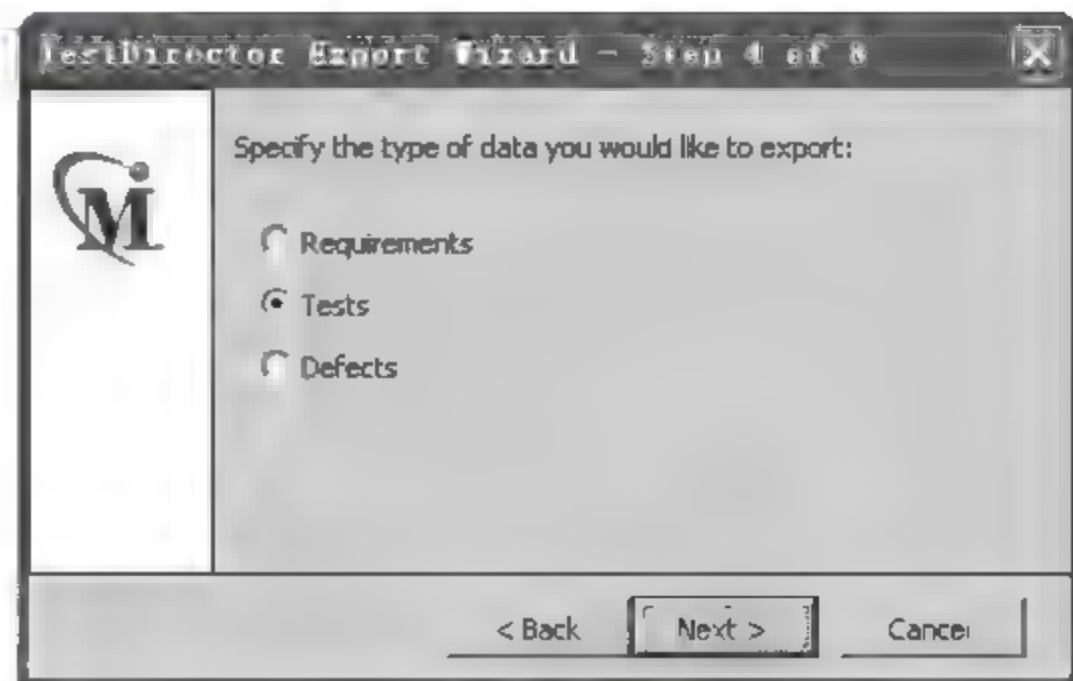 TestDirector Export Wizard - Step 4 of 8
M
Specify the type of data you would like to export:
Requirements
Tests
Defects
< Back
Next >
Cancel